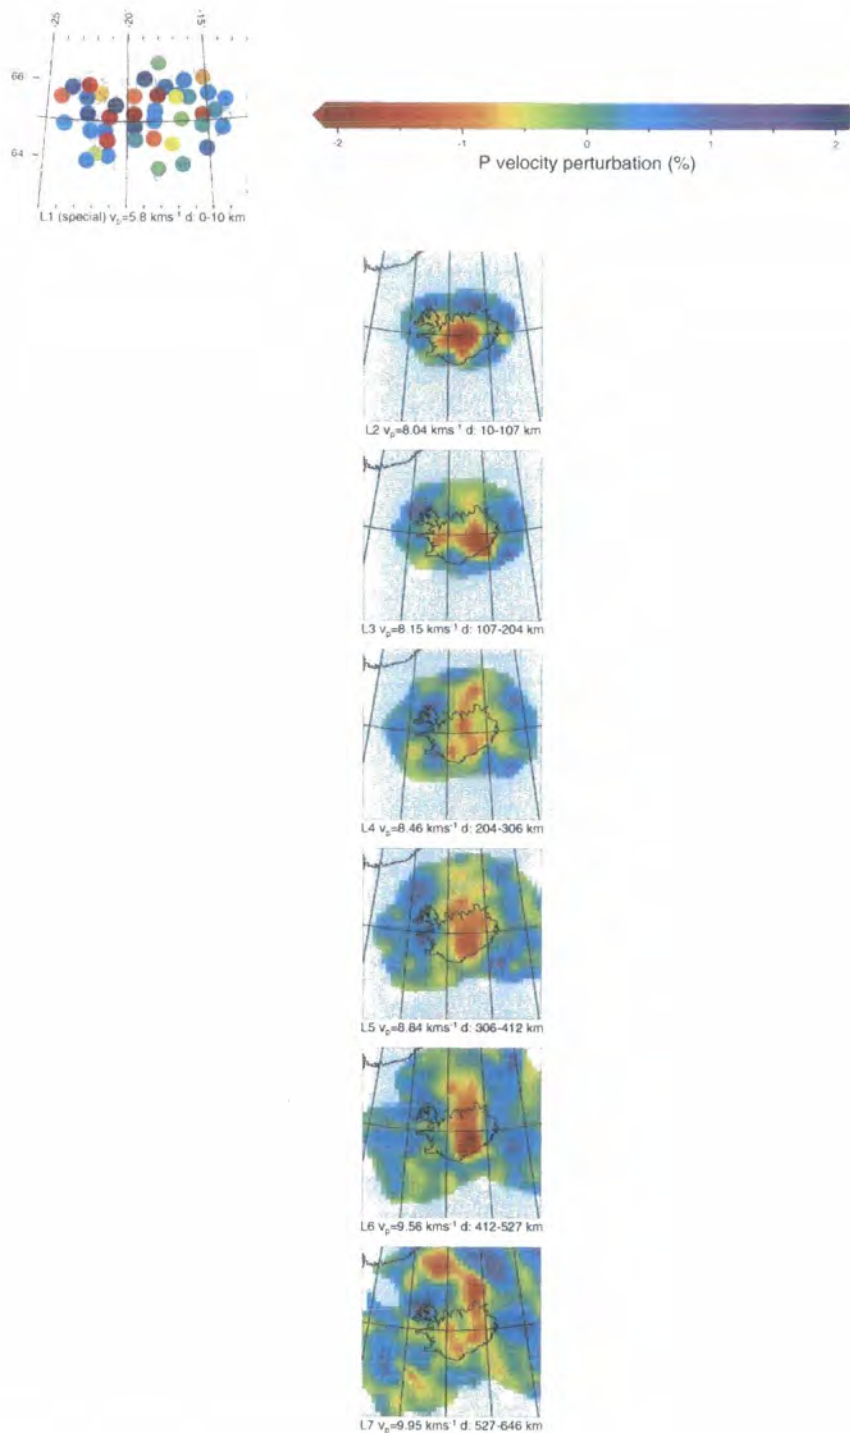 -25 -20 -15
66
64
L1 (special) vp=5.8 kms⁻¹ d: 0-10 km
-2 -1 0 1 2
P velocity perturbation (%)
L2 vp=8.04 kms⁻¹ d: 10-107 km
L3 vp=8.15 kms⁻¹ d: 107-204 km
L4 vp=8.46 kms⁻¹ d: 204-306 km
L5 vp=8.84 kms⁻¹ d: 306-412 km
L6 vp=9.56 kms⁻¹ d: 412-527 km
L7 vp=9.95 kms⁻¹ d: 527-646 km